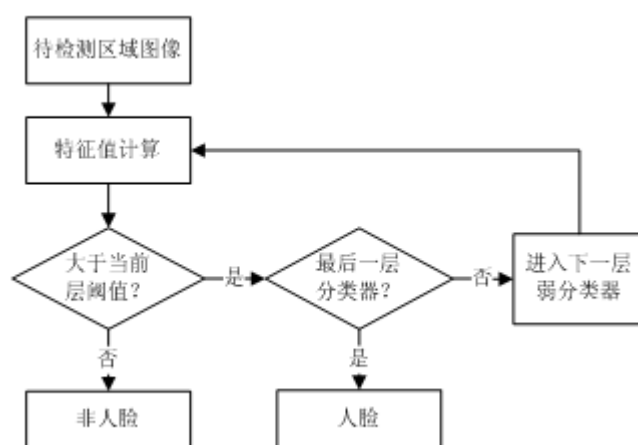 待检测区域图像
特征值计算
大于当前
层阈值？
是
最后一层
分类器？
否
进入下一层
弱分类器
否
是
非人脸
人脸